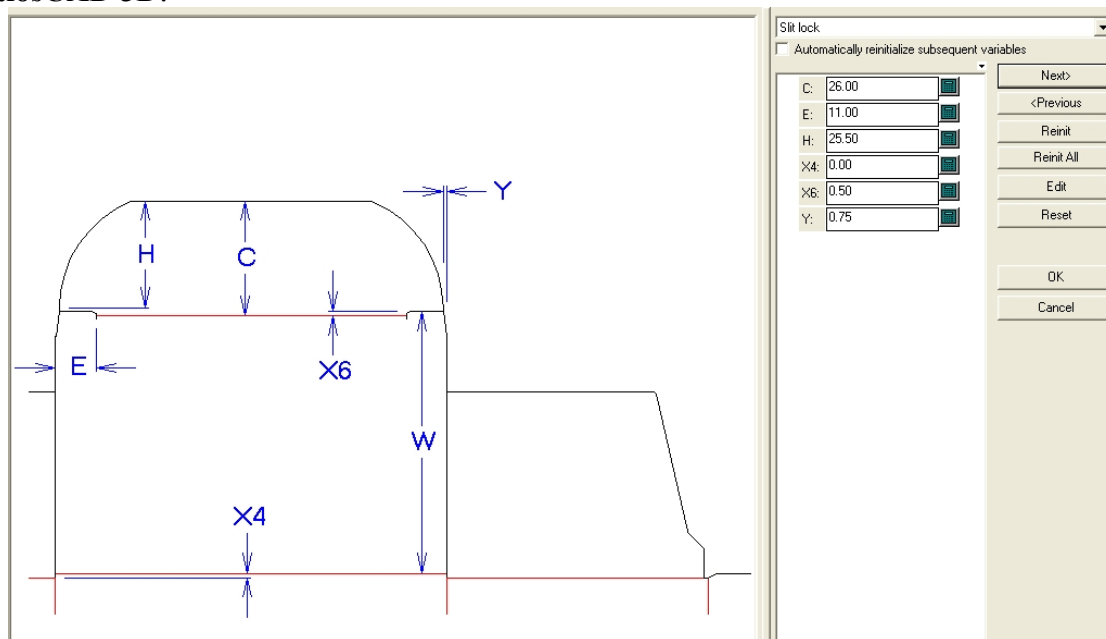 Slit lock
Automatically reinitialize subsequent variables
Next>
C: 26.00
<Previous
E: 11.00
Reinit
H: 25.50
Reinit All
X4: 0.00
Edit
X6: 0.50
Reset
Y: 0.75
OK
Cancel
Y
H
C
E
X6
W
X4